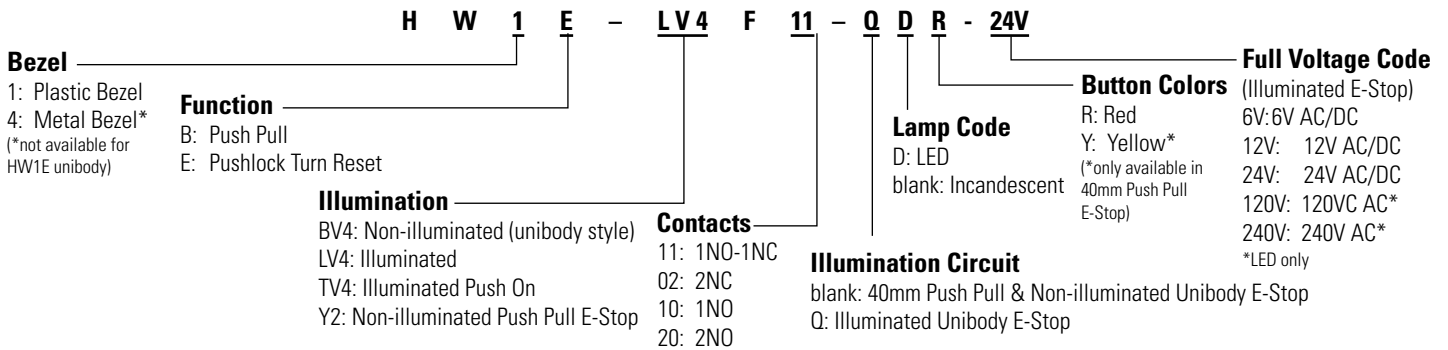 H W 1 E – LV4 F 11 – Q D R - 24V
Bezel
1: Plastic Bezel
4: Metal Bezel*
(*not available for
HW1E unibody)
Function
B: Push Pull
E: Pushlock Turn Reset
Illumination
BV4: Non-illuminated (unibody style)
LV4: Illuminated
TV4: Illuminated Push On
Y2: Non-illuminated Push Pull E-Stop
Contacts
11: 1NO-1NC
02: 2NC
10: 1NO
20: 2NO
Illumination Circuit
blank: 40mm Push Pull & Non-illuminated Unibody E-Stop
Q: Illuminated Unibody E-Stop
Lamp Code
D: LED
blank: Incandescent
Button Colors
R: Red
Y: Yellow*
(*only available in
40mm Push Pull
E-Stop)
Full Voltage Code
(Illuminated E-Stop)
6V:6V AC/DC
12V: 12V AC/DC
24V: 24V AC/DC
120V: 120VC AC*
240V: 240V AC*
*LED only